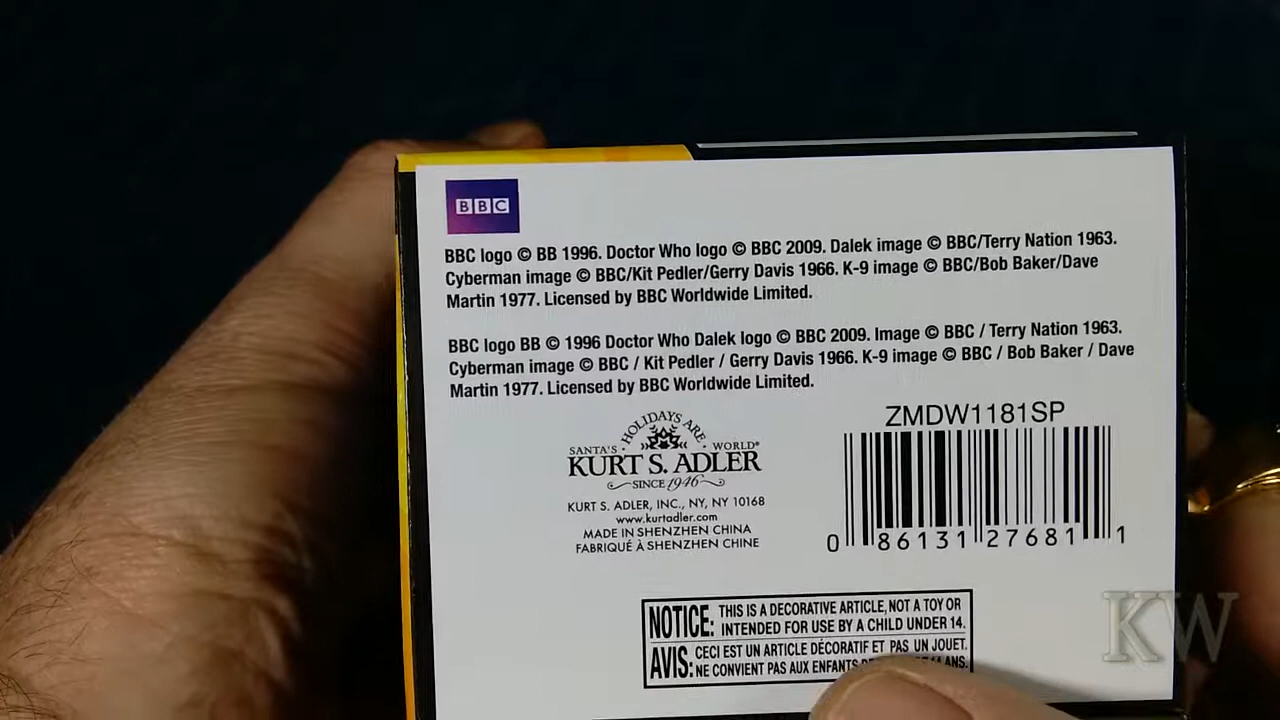 BBC
BBC logo © BB 1996. Doctor Who logo © BBC 2009. Dalek image © BBC/Terry Nation 1963.
Cyberman image © BBC/Kit Pedler/Gerry Davis 1966. K-9 image © BBC/Bob Baker/Dave
Martin 1977. Licensed by BBC Worldwide Limited.
BBC logo BB © 1996 Doctor Who Dalek logo © BBC 2009. Image © BBC / Terry Nation 1963.
Cyberman image © BBC / Kit Pedler / Gerry Davis 1966. K-9 image © BBC / Bob Baker / Dave
Martin 1977. Licensed by BBC Worldwide Limited.
HOLIDAYS ARE
SANTA'S WORLD®
KURT S. ADLER
SINCE 1946
KURT S. ADLER, INC., NY, NY 10168
www.kurtadler.com
MADE IN SHENZHEN CHINA
FABRIQUÉ À SHENZHEN CHINE
ZMDW1181SP
0 86131 27681 1
NOTICE: THIS IS A DECORATIVE ARTICLE, NOT A TOY OR
INTENDED FOR USE BY A CHILD UNDER 14.
AVIS: CECI EST UN ARTICLE DÉCORATIF ET PAS UN JOUET.
NE CONVIENT PAS AUX ENFANTS ANS.
KW